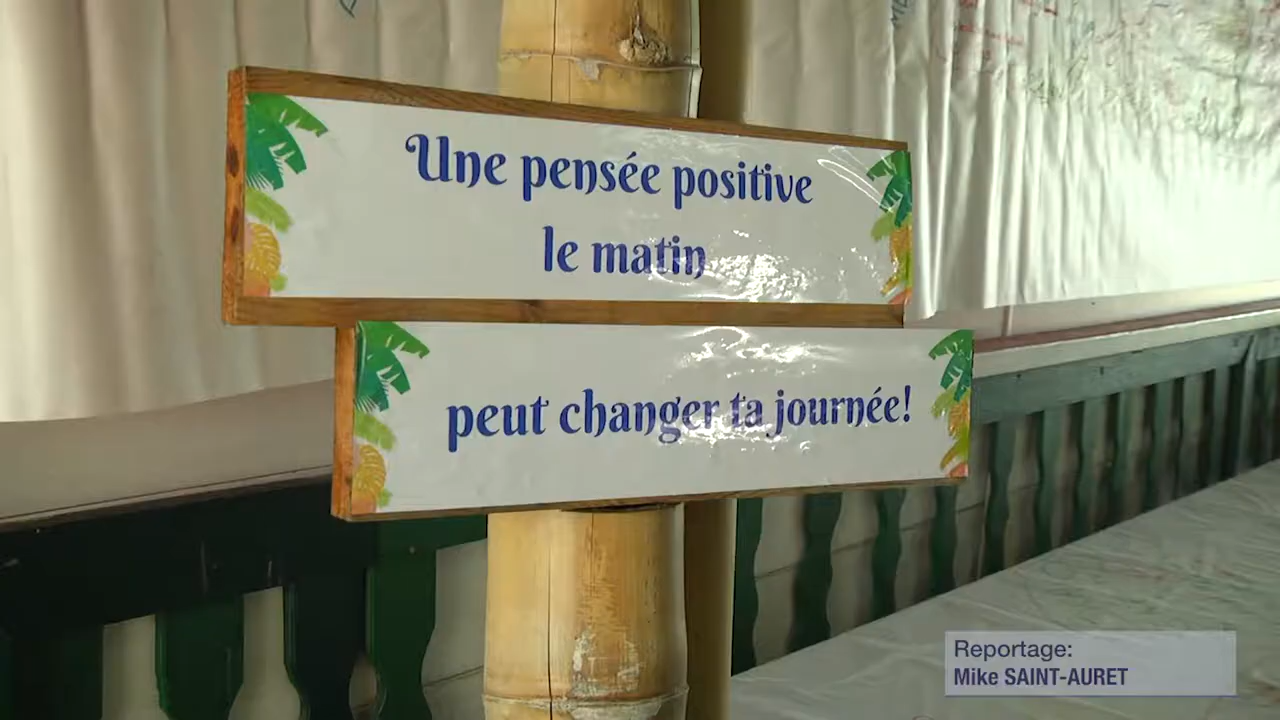 Une pensée positive
le matin
peut changer ta journée!
Reportage:
Mike SAINT-AURET